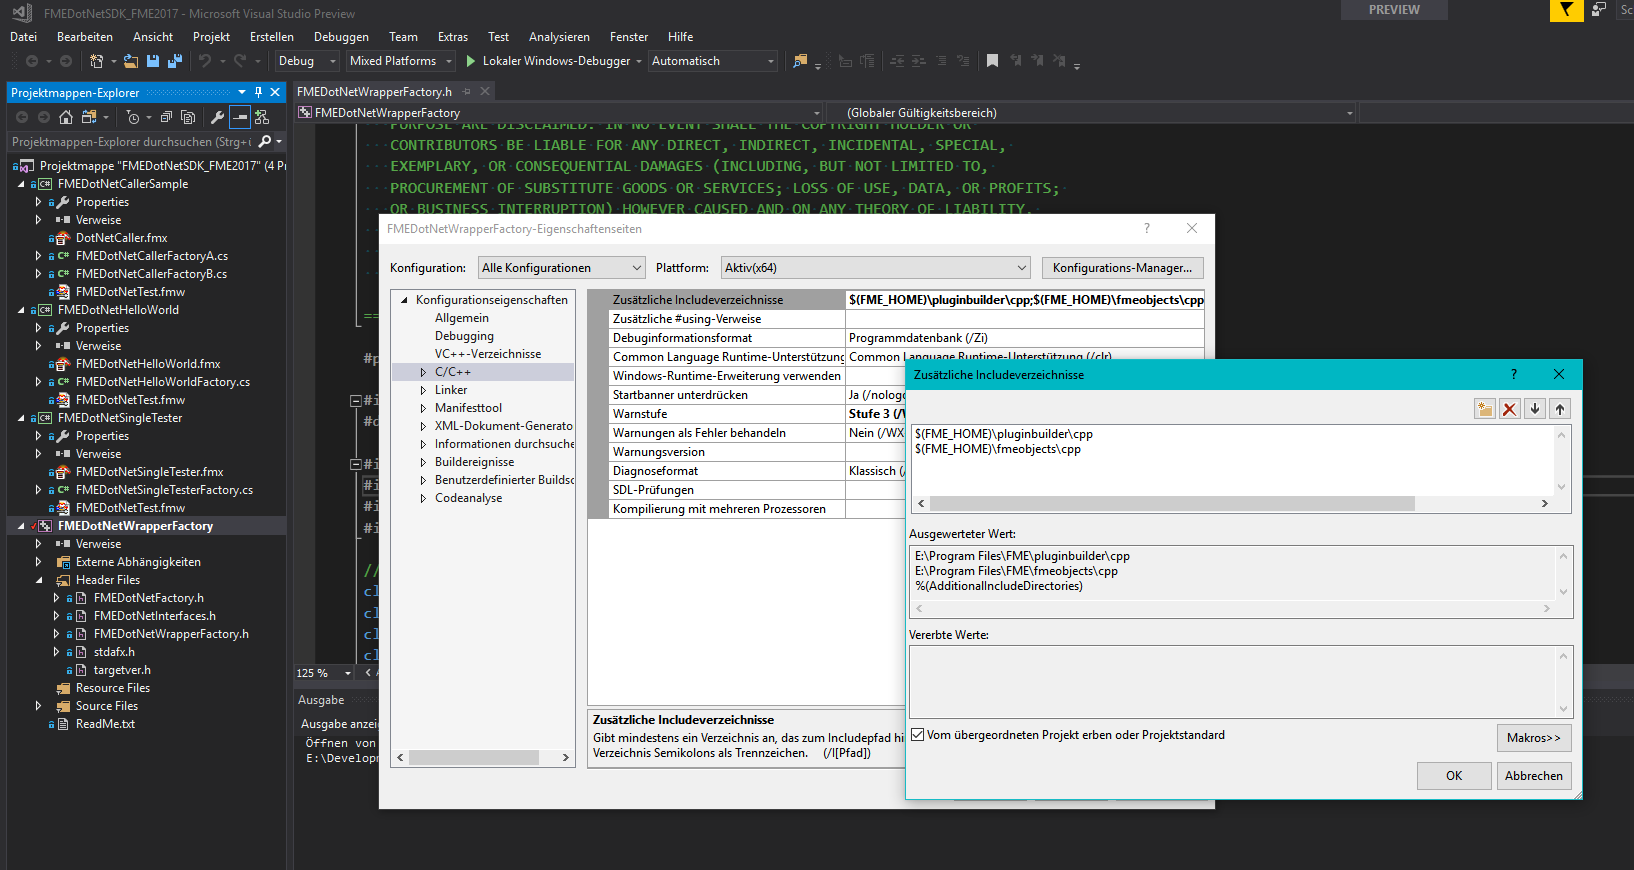 FMEDotNetSDK_FME2017 - Microsoft Visual Studio Preview
PREVIEW
Datei Bearbeiten Ansicht Projekt Erstellen Debuggen Team Extras Test Analysieren Fenster Hilfe
Debug Mixed Platforms Lokaler Windows-Debugger Automatisch
Projektmappen-Explorer
Projektmappen-Explorer durchsuchen (Strg+ü
Projektmappe "FMEDotNetSDK_FME2017" (4 Pr
FMEDotNetCallerSample
Properties
Verweise
DotNetCaller.fmx
FMEDotNetCallerFactoryA.cs
FMEDotNetCallerFactoryB.cs
FMEDotNetTest.fmw
FMEDotNetHelloWorld
Properties
Verweise
FMEDotNetHelloWorld.fmx
FMEDotNetHelloWorldFactory.cs
FMEDotNetTest.fmw
FMEDotNetSingleTester
Properties
Verweise
FMEDotNetSingleTester.fmx
FMEDotNetSingleTesterFactory.cs
FMEDotNetTest.fmw
FMEDotNetWrapperFactory
Verweise
Externe Abhängigkeiten
Header Files
FMEDotNetFactory.h
FMEDotNetInterfaces.h
FMEDotNetWrapperFactory.h
stdafx.h
targetver.h
Resource Files
Source Files
ReadMe.txt
FMEDotNetWrapperFactory.h
FMEDotNetWrapperFactory (Globaler Gültigkeitsbereich)
PURPOSE ARE DISCLAIMED. IN NO EVENT SHALL THE COPYRIGHT HOLDER OR
CONTRIBUTORS BE LIABLE FOR ANY DIRECT, INDIRECT, INCIDENTAL, SPECIAL,
EXEMPLARY, OR CONSEQUENTIAL DAMAGES (INCLUDING, BUT NOT LIMITED TO,
PROCUREMENT OF SUBSTITUTE GOODS OR SERVICES; LOSS OF USE, DATA, OR PROFITS;
OR BUSINESS INTERRUPTION) HOWEVER CAUSED AND ON ANY THEORY OF LIABILITY,
==
#p
#i
#d
#i
#i
#i
#i
//
cl
cl
cl
cl
125 %
Ausgabe
Ausgabe anzei
Öffnen von
E:\Developm
FMEDotNetWrapperFactory-Eigenschaftenseiten
Konfiguration: Alle Konfigurationen Plattform: Aktiv(x64) Konfigurations-Manager...
Konfigurationseigenschaften
Allgemein
Debugging
VC++-Verzeichnisse
C/C++
Linker
Manifesttool
XML-Dokument-Generato
Informationen durchsuche
Buildereignisse
Benutzerdefinierter Buildsc
Codeanalyse
Zusätzliche Includeverzeichnisse $(FME_HOME)\pluginbuilder\cpp;$(FME_HOME)\fmeobjects\cpp
Zusätzliche #using-Verweise
Debuginformationsformat Programmdatenbank (/Zi)
Common Language Runtime-Unterstützung Common Language Runtime-Unterstützung (/clr)
Windows-Runtime-Erweiterung verwenden
Startbanner unterdrücken Ja (/nologo
Warnstufe Stufe 3 (/W
Warnungen als Fehler behandeln Nein (/WX
Warnungsversion
Diagnoseformat Klassisch (/
SDL-Prüfungen
Kompilierung mit mehreren Prozessoren
Zusätzliche Includeverzeichnisse
Gibt mindestens ein Verzeichnis an, das zum Includepfad hi
Verzeichnis Semikolons als Trennzeichen. (/I[Pfad])
Zusätzliche Includeverzeichnisse
$(FME_HOME)\pluginbuilder\cpp
$(FME_HOME)\fmeobjects\cpp
Ausgewerteter Wert:
E:\Program Files\FME\pluginbuilder\cpp
E:\Program Files\FME\fmeobjects\cpp
%(AdditionalIncludeDirectories)
Vererbte Werte:
Vom übergeordneten Projekt erben oder Projektstandard
Makros>>
OK Abbrechen